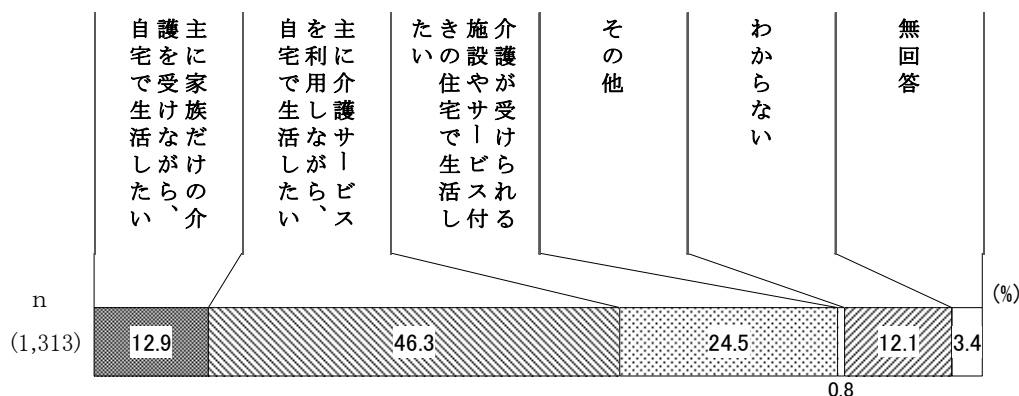 主に家族だけの介
護を受けながら、
自宅で生活したい
主に介護サービス
を利用しながら、
自宅で生活したい
介護が受けられる
施設やサービス付
きの住宅で生活し
たい
その他
わからない
無回答
(%)
n
(1,313)
12.9
46.3
24.5
0.8
12.1
3.4